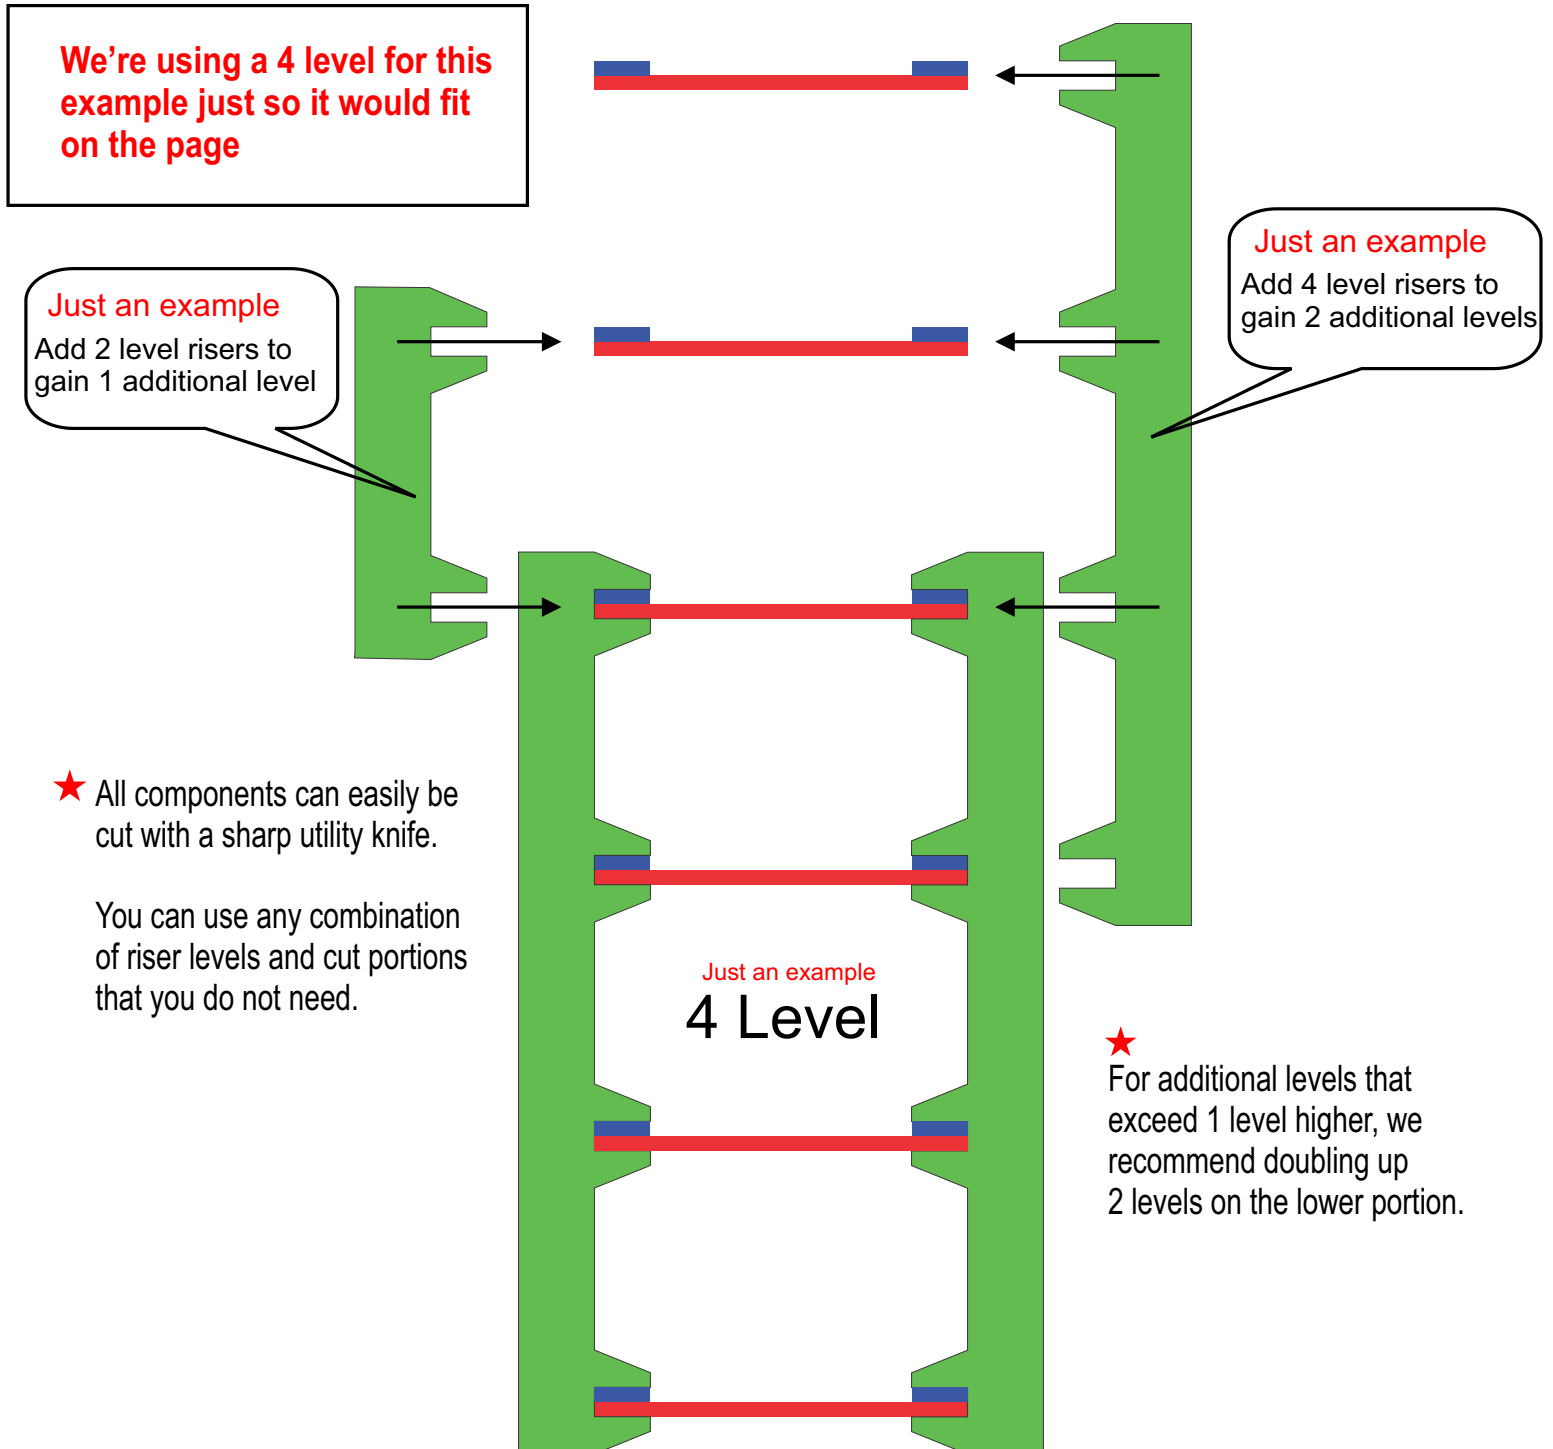 We’re using a 4 level for this
example just so it would fit
on the page
Just an example
Add 2 level risers to
gain 1 additional level
Just an example
Add 4 level risers to
gain 2 additional levels
★ All components can easily be
cut with a sharp utility knife.
You can use any combination
of riser levels and cut portions
that you do not need.
Just an example
4 Level
★
For additional levels that
exceed 1 level higher, we
recommend doubling up
2 levels on the lower portion.